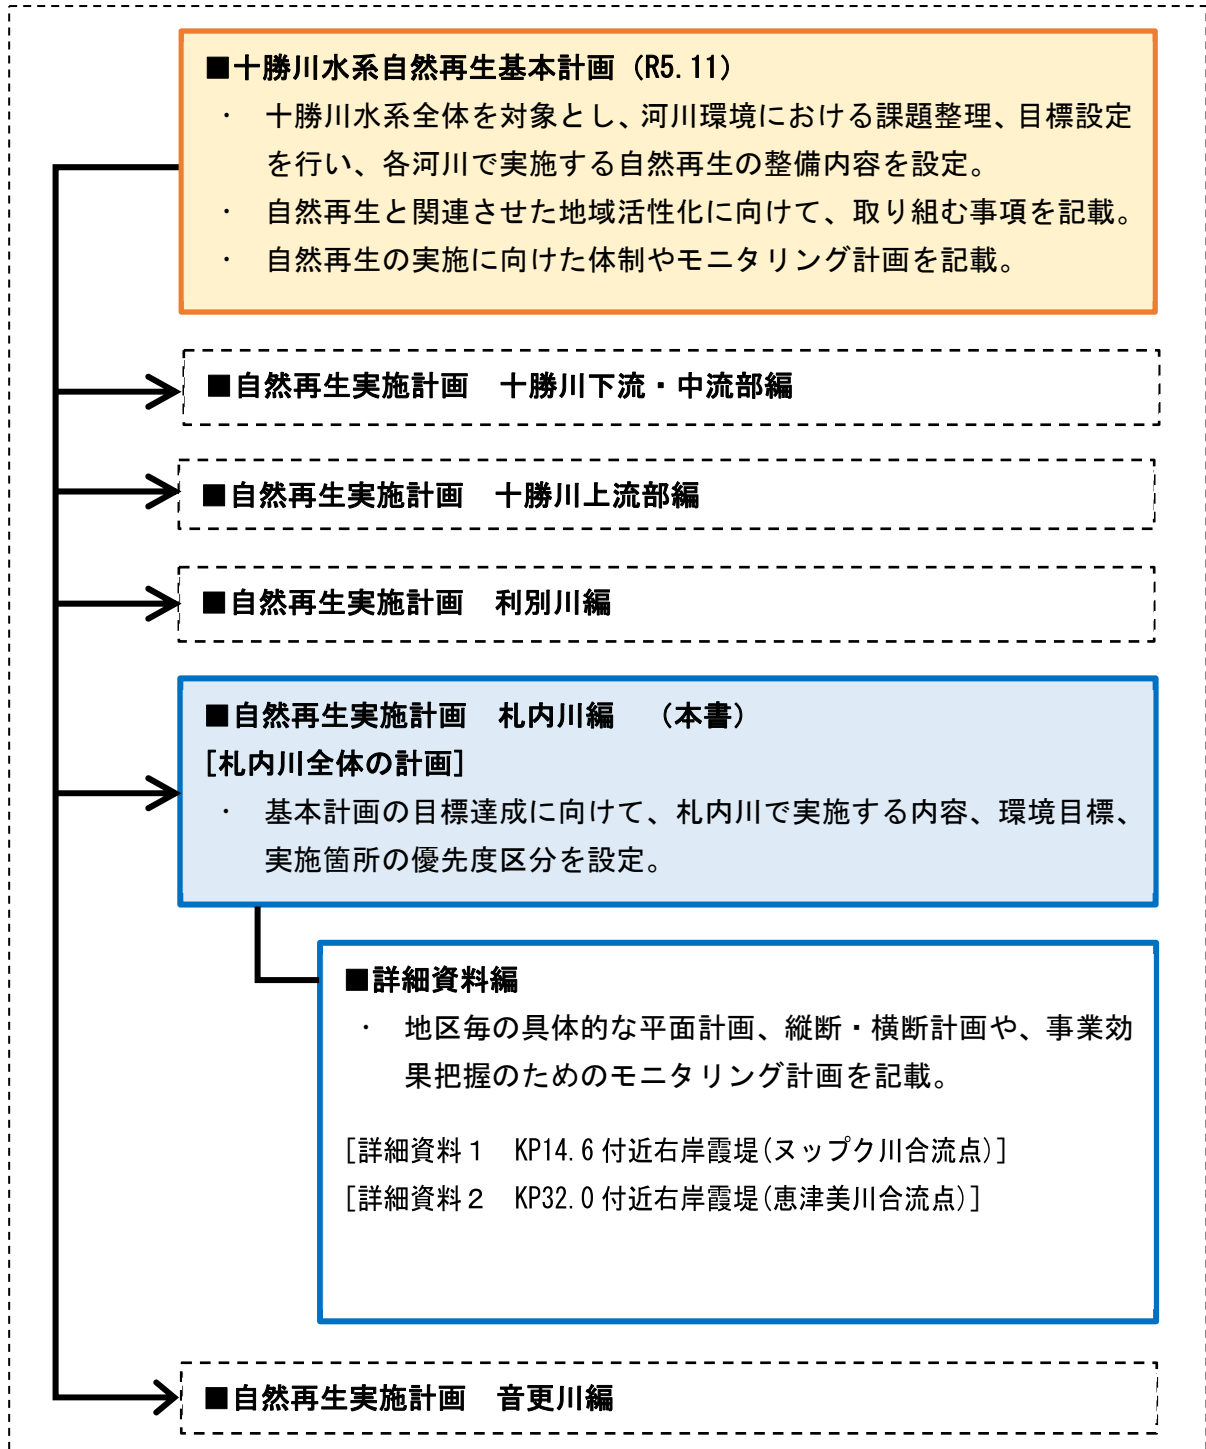 ■十勝川水系自然再生基本計画（R5.11）
・ 十勝川水系全体を対象とし、河川環境における課題整理、目標設定
を行い、各河川で実施する自然再生の整備内容を設定。
・ 自然再生と関連させた地域活性化に向けて、取り組む事項を記載。
・ 自然再生の実施に向けた体制やモニタリング計画を記載。
■自然再生実施計画　十勝川下流・中流部編
■自然再生実施計画　十勝川上流部編
■自然再生実施計画　利別川編
■自然再生実施計画　札内川編　（本書）
[札内川全体の計画]
・ 基本計画の目標達成に向けて、札内川で実施する内容、環境目標、
実施箇所の優先度区分を設定。
■詳細資料編
・ 地区毎の具体的な平面計画、縦断・横断計画や、事業効
果把握のためのモニタリング計画を記載。
[詳細資料１　KP14.6付近右岸霞堤(ヌップク川合流点)]
[詳細資料２　KP32.0付近右岸霞堤(恵津美川合流点)]
■自然再生実施計画　音更川編